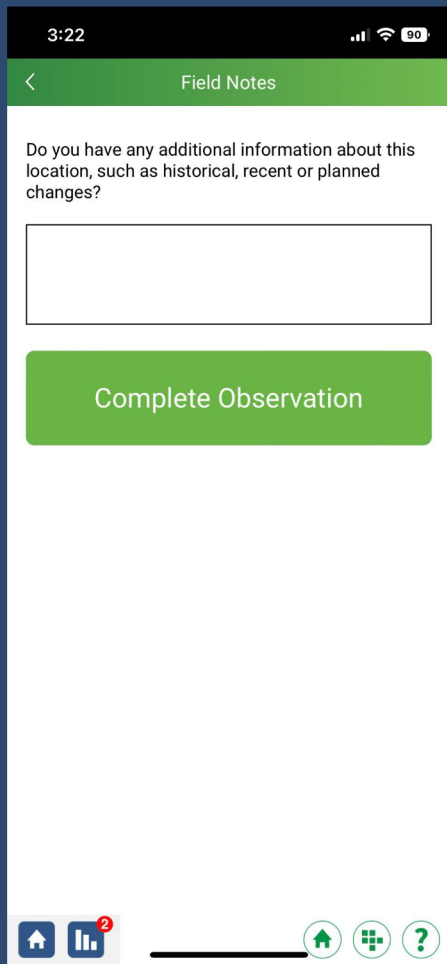 3:22
90
Field Notes
Do you have any additional information about this
location, such as historical, recent or planned
changes?
Complete Observation
2
?